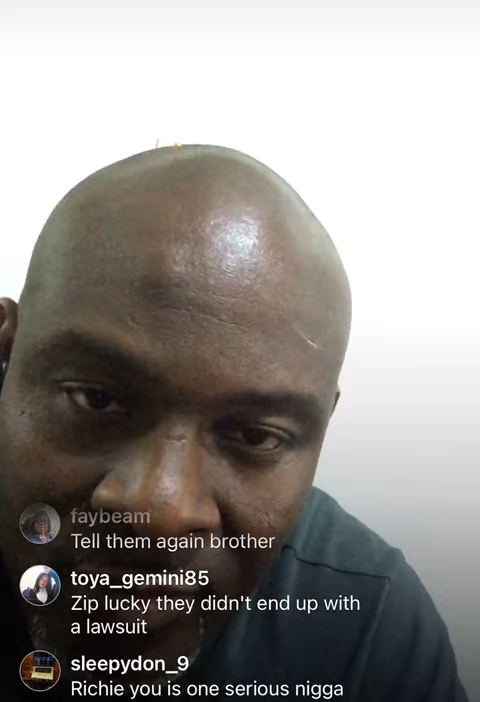 faybeam
Tell them again brother
toya_gemini85
Zip lucky they didn't end up with
a lawsuit
sleepydon_9
Richie you is one serious nigga